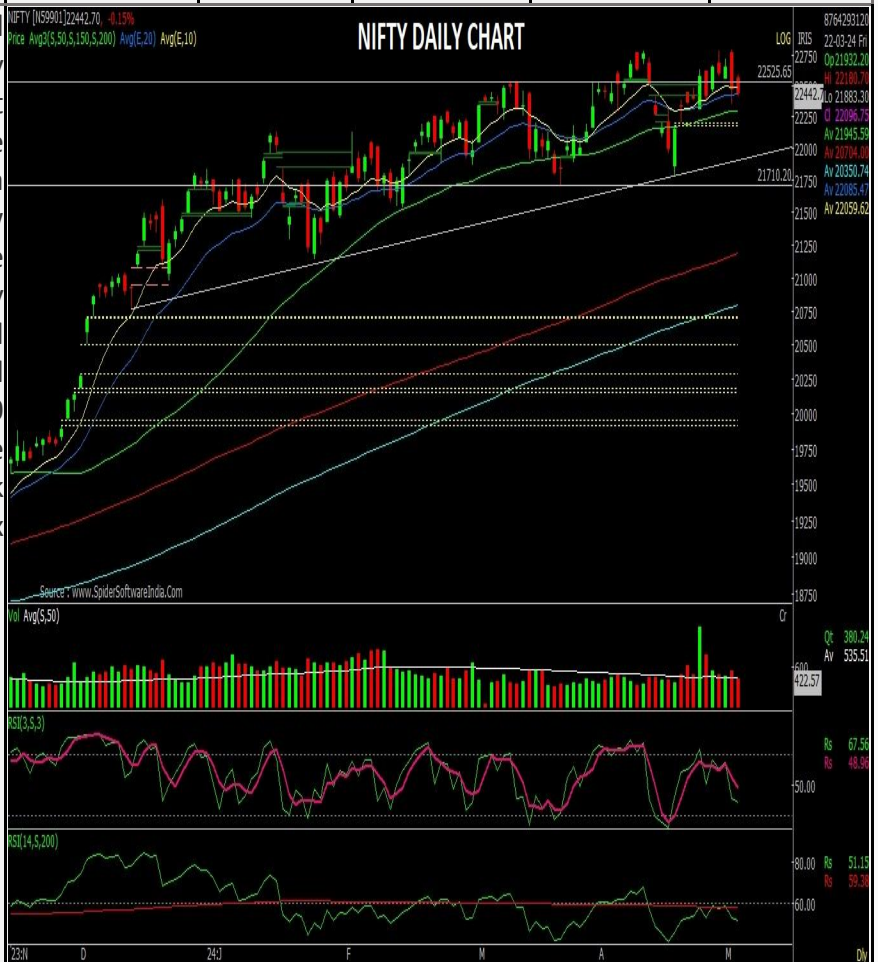 NIFTY [N59901]22442.70, -0.15%
Price Avg3(S,50,S,150,S,200) Avg(E,20) Avg(E,10)
NIFTY DAILY CHART
LOG
IRIS
8764293120
22-03-24 Fri
Op 21932.20
Hi 22180.70
Lo 21883.30
Cl 22096.75
Av 21945.59
Av 20704.00
Av 20350.74
Av 22085.47
Av 22059.62
22525.65
21710.20
22750
22442.7
22250
22000
21750
21500
21250
21000
20750
20500
20250
20000
19750
19500
19250
19000
18750
Source : www.SpiderSoftwareIndia.Com
Vol Avg(S,50)
Cr
Qt 380.24
Av 535.51
600
422.57
RSI(3,S,3)
Rs 67.56
Rs 48.96
50.00
RSI(14,S,200)
80.00
Rs 51.15
Rs 59.38
60.00
23:N D 24:J F M A M
Dly